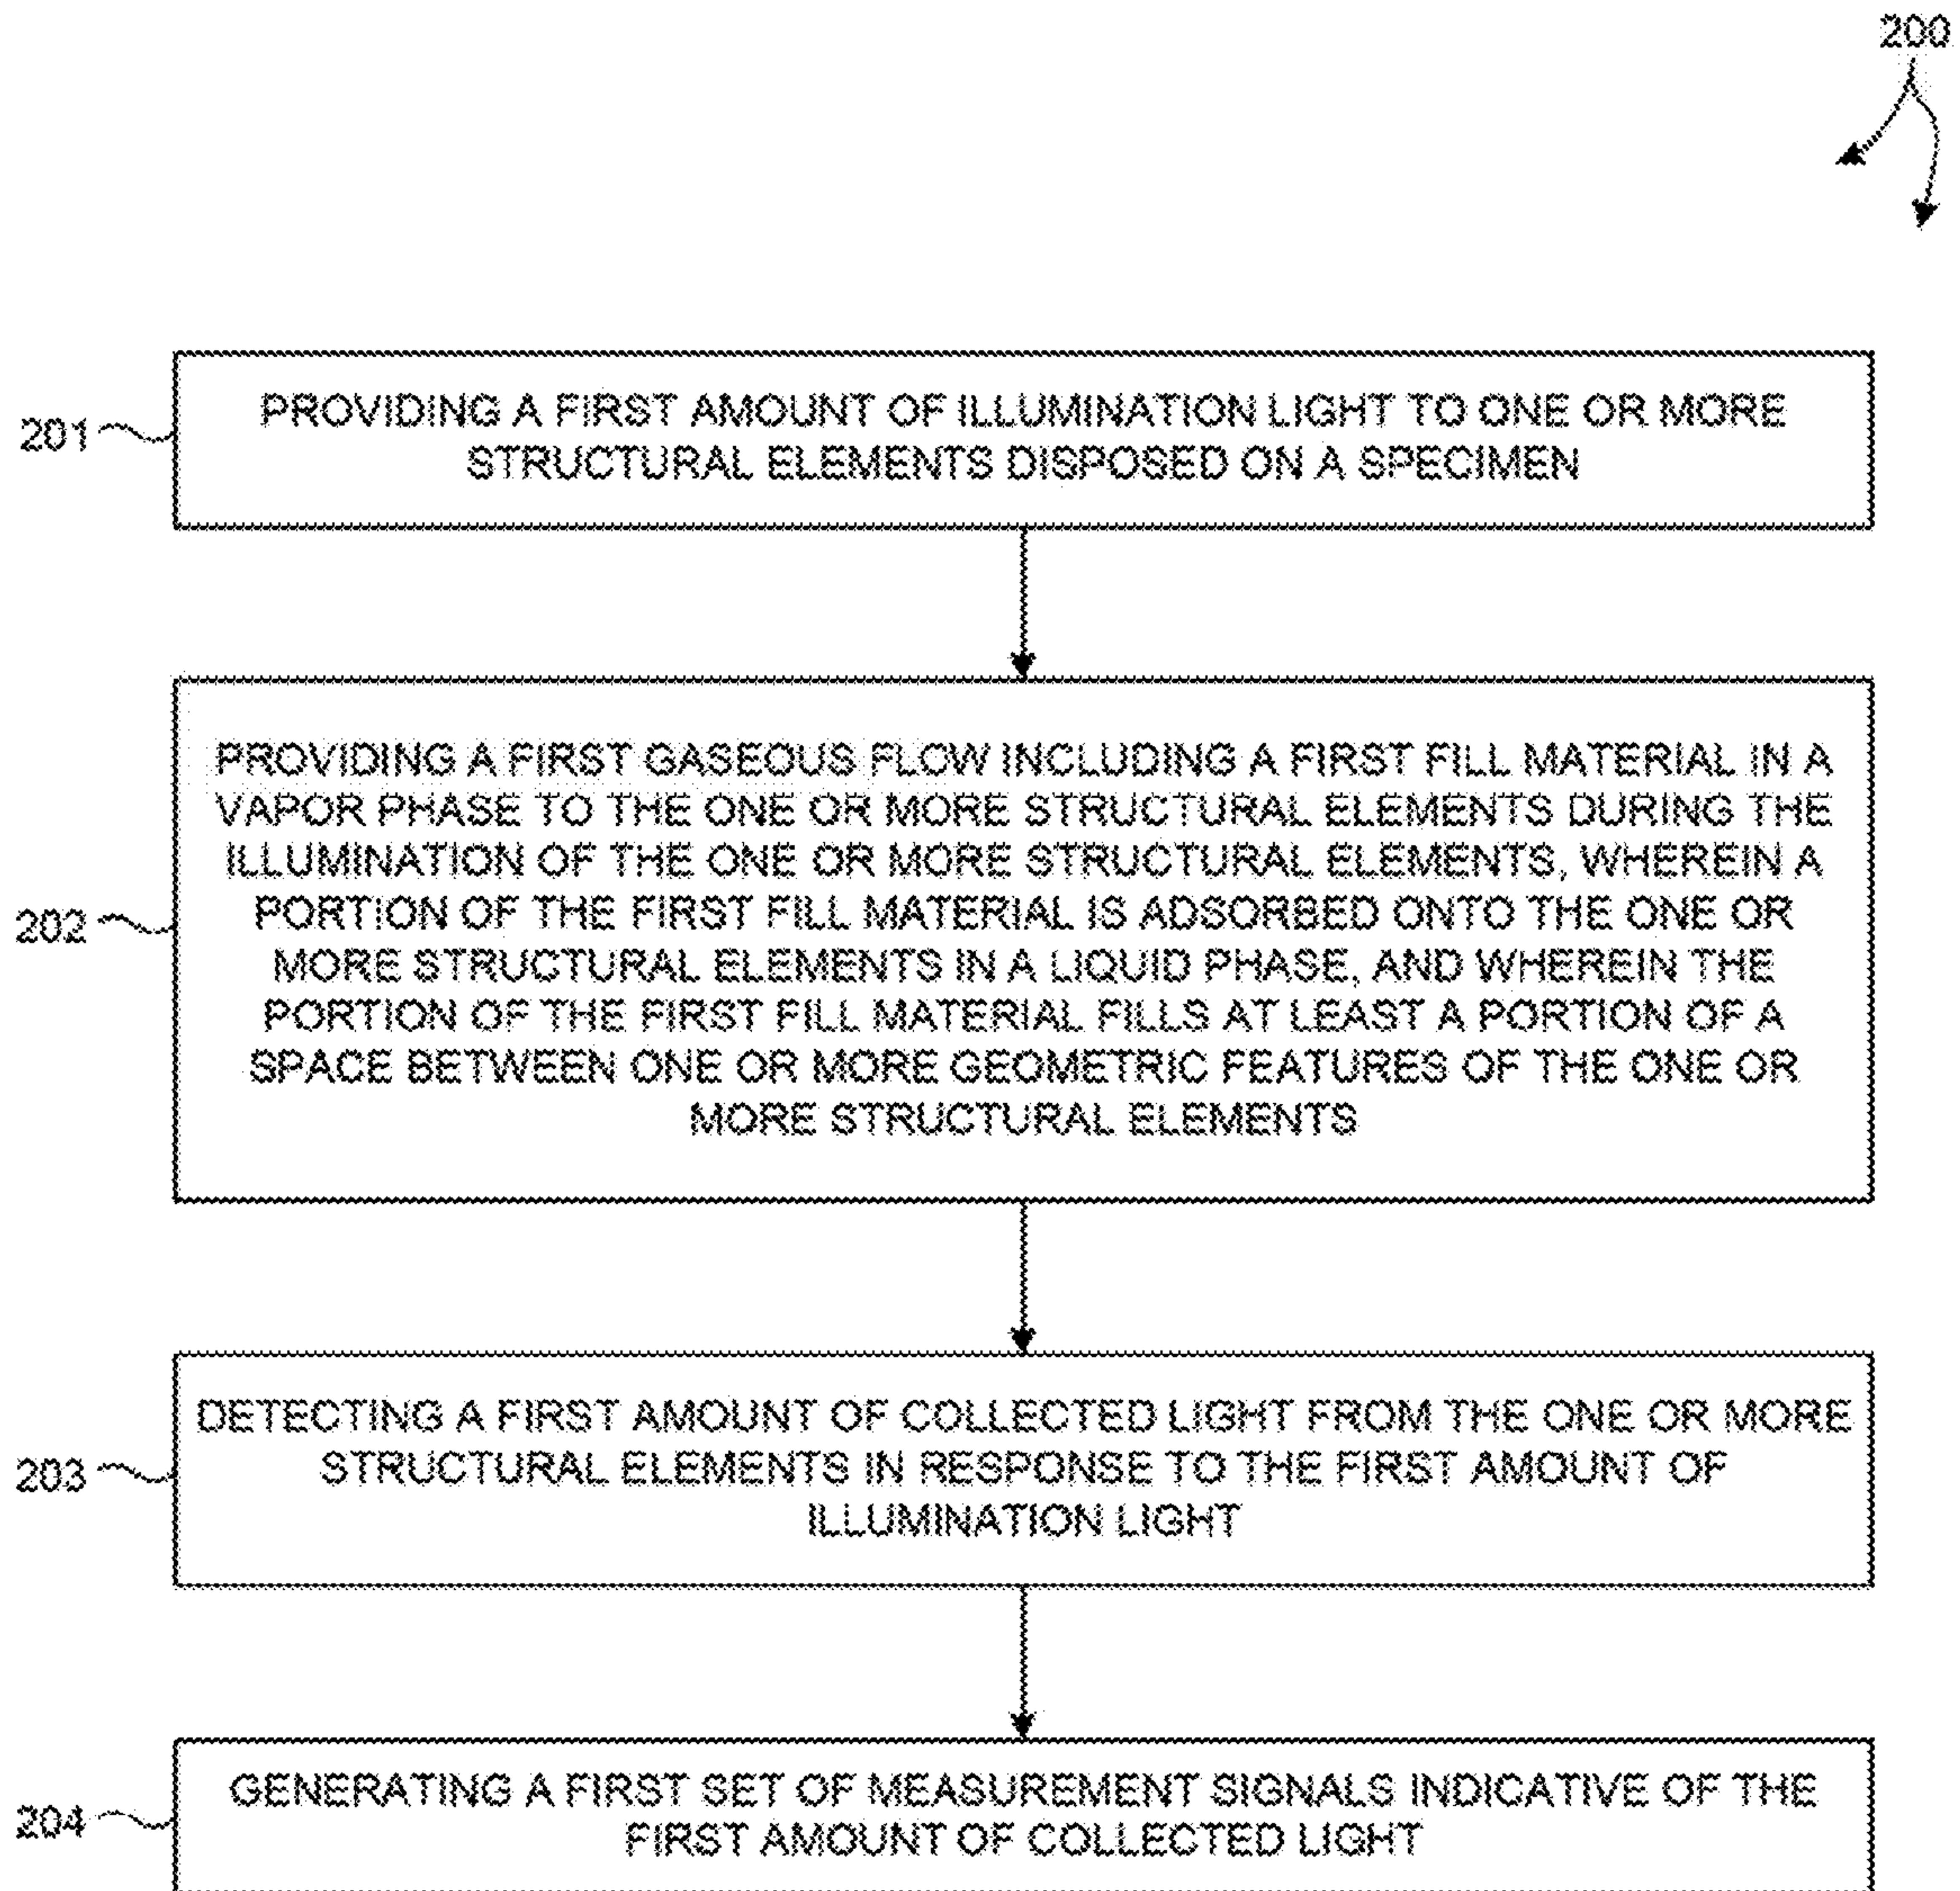 200
201
PROVIDING A FIRST AMOUNT OF ILLUMINATION LIGHT TO ONE OR MORE
STRUCTURAL ELEMENTS DISPOSED ON A SPECIMEN
202
PROVIDING A FIRST GASEOUS FLOW INCLUDING A FIRST FILL MATERIAL IN A
VAPOR PHASE TO THE ONE OR MORE STRUCTURAL ELEMENTS DURING THE
ILLUMINATION OF THE ONE OR MORE STRUCTURAL ELEMENTS, WHEREIN A
PORTION OF THE FIRST FILL MATERIAL IS ADSORBED ONTO THE ONE OR
MORE STRUCTURAL ELEMENTS IN A LIQUID PHASE, AND WHEREIN THE
PORTION OF THE FIRST FILL MATERIAL FILLS AT LEAST A PORTION OF A
SPACE BETWEEN ONE OR MORE GEOMETRIC FEATURES OF THE ONE OR
MORE STRUCTURAL ELEMENTS
203
DETECTING A FIRST AMOUNT OF COLLECTED LIGHT FROM THE ONE OR MORE
STRUCTURAL ELEMENTS IN RESPONSE TO THE FIRST AMOUNT OF
ILLUMINATION LIGHT
204
GENERATING A FIRST SET OF MEASUREMENT SIGNALS INDICATIVE OF THE
FIRST AMOUNT OF COLLECTED LIGHT